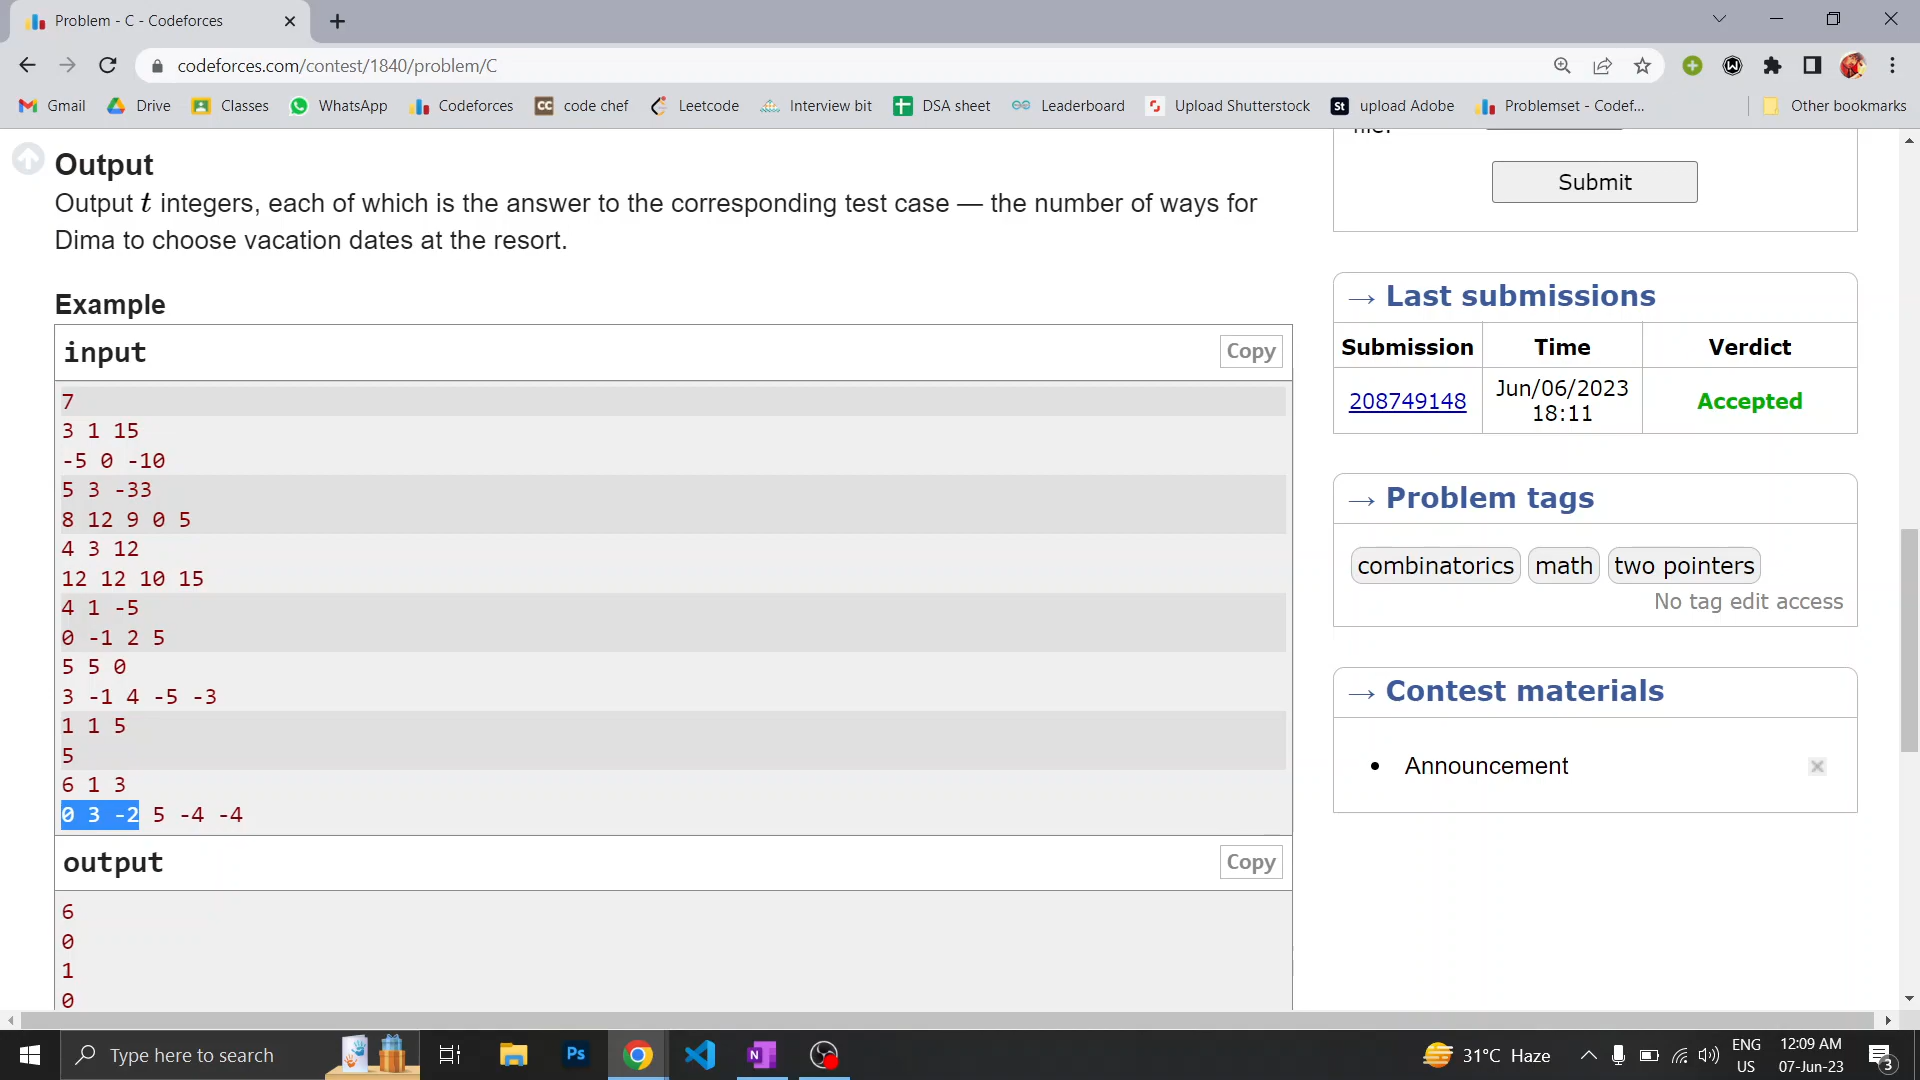 Problem - C - Codeforces
codeforces.com/contest/1840/problem/C
Gmail Drive Classes WhatsApp Codeforces code chef Leetcode Interview bit DSA sheet Leaderboard Upload Shutterstock upload Adobe Problemset - Codef... Other bookmarks
Output
Output t integers, each of which is the answer to the corresponding test case — the number of ways for
Dima to choose vacation dates at the resort.
Example
input
Copy
7
3 1 15
-5 0 -10
5 3 -33
8 12 9 0 5
4 3 12
12 12 10 15
4 1 -5
0 -1 2 5
5 5 0
3 -1 4 -5 -3
1 1 5
5
6 1 3
0 3 -2 5 -4 -4
output
Copy
6
0
1
0
Submit
→ Last submissions
Submission Time Verdict
208749148 Jun/06/2023 Accepted
18:11
→ Problem tags
combinatorics math two pointers
No tag edit access
→ Contest materials
Announcement
Type here to search
31°C Haze
ENG
US
12:09 AM
07-Jun-23
3